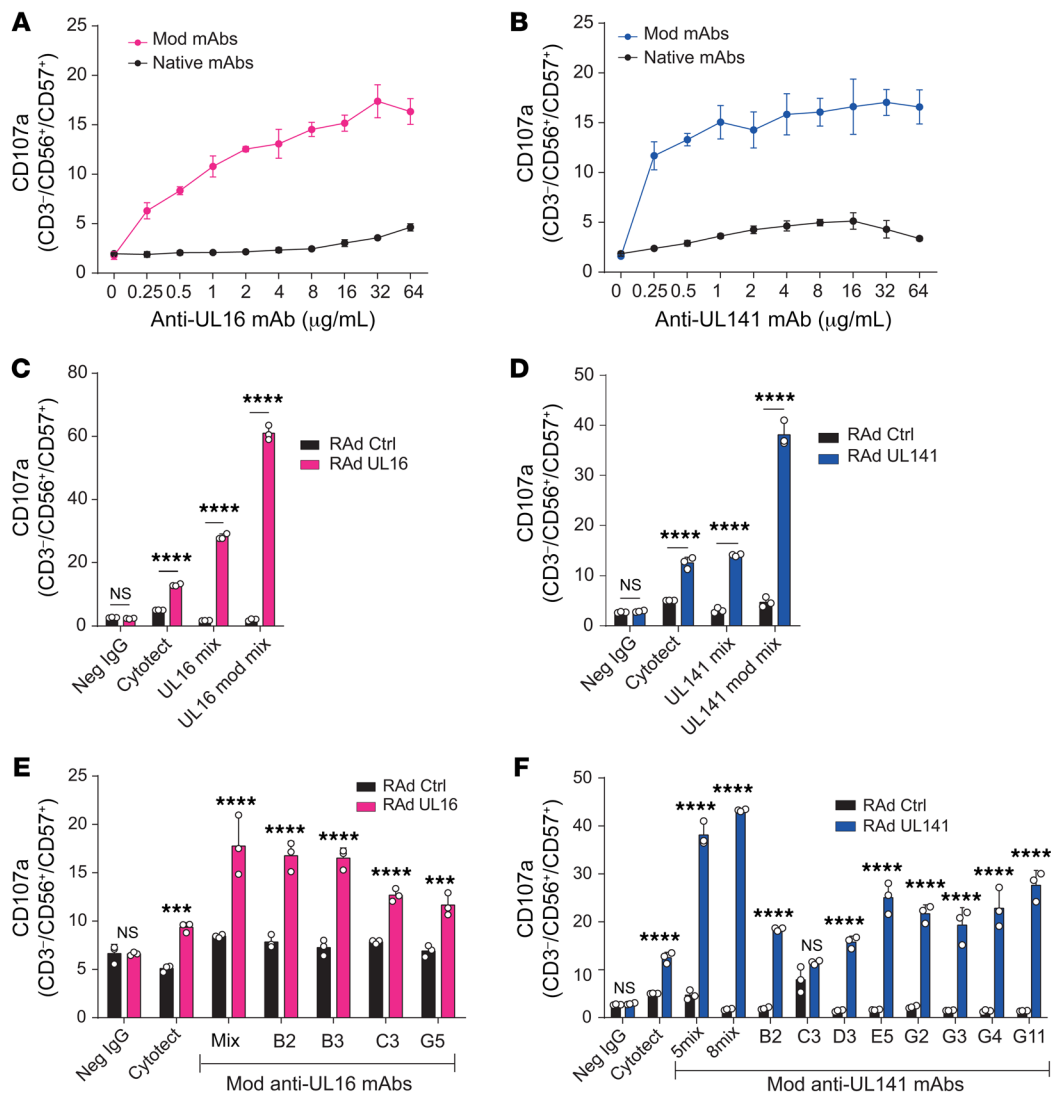 A
25
20
15
10
5
0
CD107a
(CD3⁻/CD56⁺/CD57⁺)
Mod mAbs
Native mAbs
0 0.25 0.5 1 2 4 8 16 32 64
Anti-UL16 mAb (μg/mL)
B
25
20
15
10
5
0
CD107a
(CD3⁻/CD56⁺/CD57⁺)
Mod mAbs
Native mAbs
0 0.25 0.5 1 2 4 8 16 32 64
Anti-UL141 mAb (μg/mL)
C
80
60
40
20
0
CD107a
(CD3⁻/CD56⁺/CD57⁺)
NS
****
****
****
RAd Ctrl
RAd UL16
Neg IgG
Cytotect
UL16 mix
UL16 mod mix
D
50
40
30
20
10
0
CD107a
(CD3⁻/CD56⁺/CD57⁺)
NS
****
****
****
RAd Ctrl
RAd UL141
Neg IgG
Cytotect
UL141 mix
UL141 mod mix
E
25
20
15
10
5
0
CD107a
(CD3⁻/CD56⁺/CD57⁺)
RAd Ctrl
RAd UL16
NS
***
****
****
****
****
***
Neg IgG
Cytotect
Mix B2 B3 C3 G5
Mod anti-UL16 mAbs
F
50
40
30
20
10
0
CD107a
(CD3⁻/CD56⁺/CD57⁺)
RAd Ctrl
RAd UL141
NS
****
****
****
****
NS
****
****
****
****
****
****
Neg IgG
Cytotect
5mix
8mix
B2 C3 D3 E5 G2 G3 G4 G11
Mod anti-UL141 mAbs